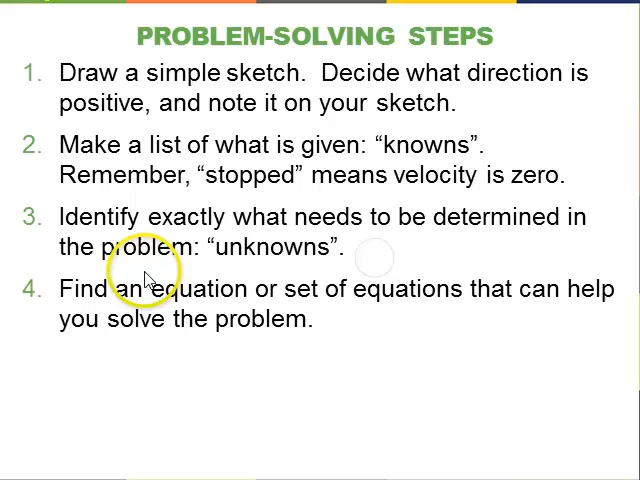 PROBLEM-SOLVING STEPS
1. Draw a simple sketch. Decide what direction is
positive, and note it on your sketch.
2. Make a list of what is given: “knowns”.
Remember, “stopped” means velocity is zero.
3. Identify exactly what needs to be determined in
the problem: “unknowns”.
4. Find an equation or set of equations that can help
you solve the problem.